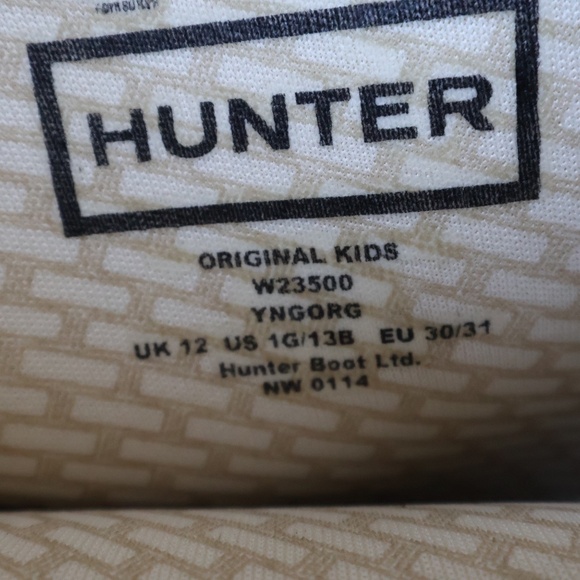 HUNTER
ORIGINAL KIDS
W23500
YNGORG
UK 12 US 1G/13B EU 30/31
Hunter Boot Ltd.
NW 0114